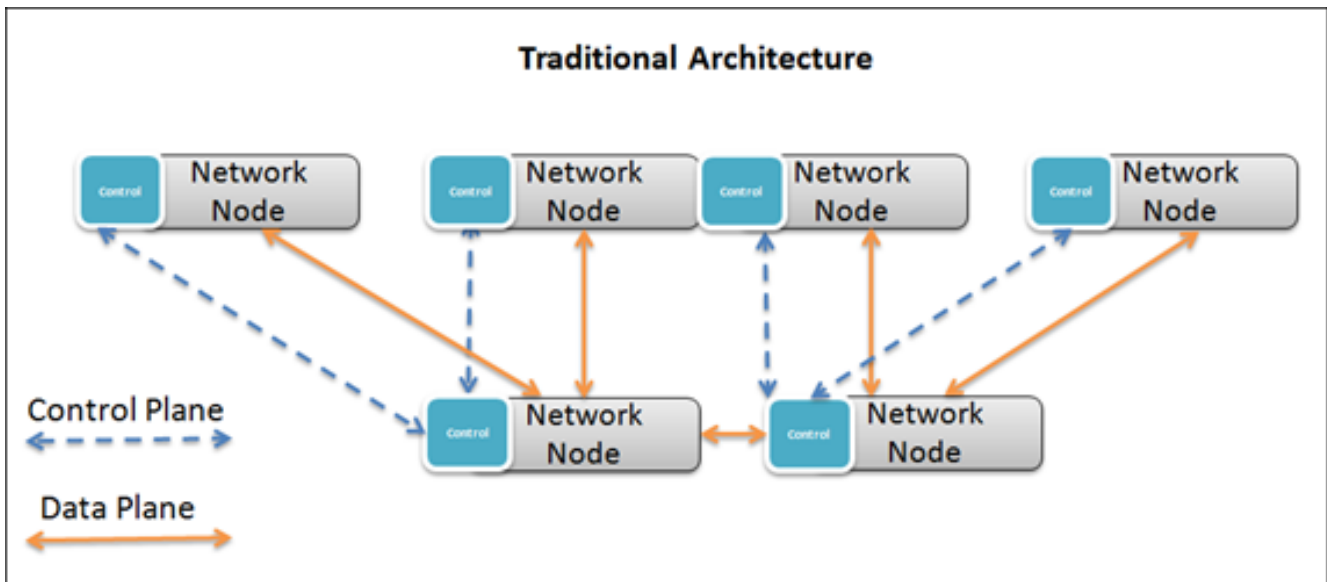 Traditional Architecture
Control
Network
Node
Control
Network
Node
Control
Network
Node
Control
Network
Node
Control Plane
Control
Network
Node
Control
Network
Node
Data Plane